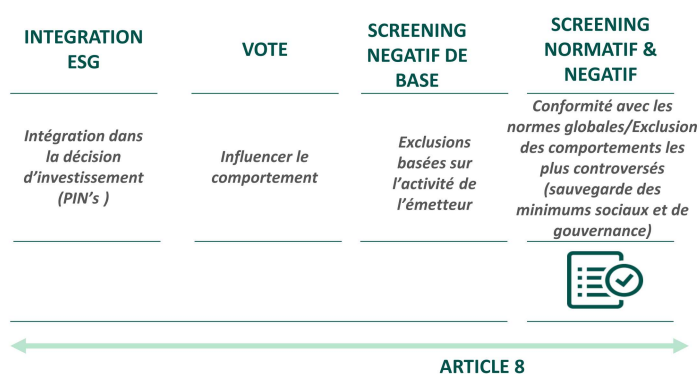 INTEGRATION
ESG
VOTE
SCREENING
NEGATIF DE
BASE
SCREENING
NORMATIF &
NEGATIF
Intégration dans
la décision
d'investissement
(PIN's )
Influencer le
comportement
Exclusions
basées sur
l'activité de
l'émetteur
Conformité avec les
normes globales/Exclusion
des comportements les
plus controversés
(sauvegarde des
minimums sociaux et de
gouvernance)
ARTICLE 8